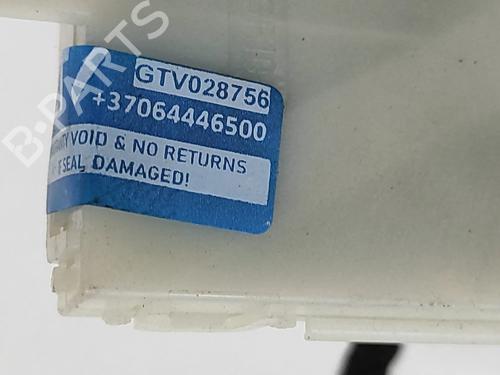 GTV028756
+37064446500
VOID & NO RETURNS
SEAL DAMAGED!
B-PARTS